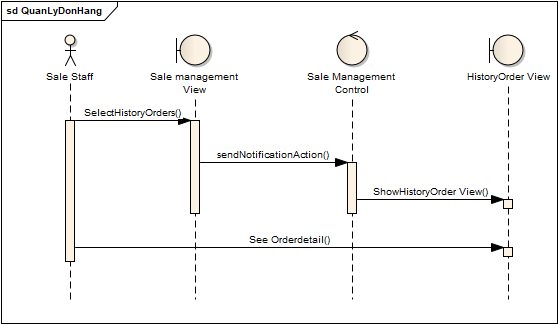 sd QuanLyDonHang
Sale Staff
Sale management
View
Sale Management
Control
HistoryOrder View
SelectHistoryOrders()
sendNotificationAction()
ShowHistoryOrder View()
See Orderdetail()